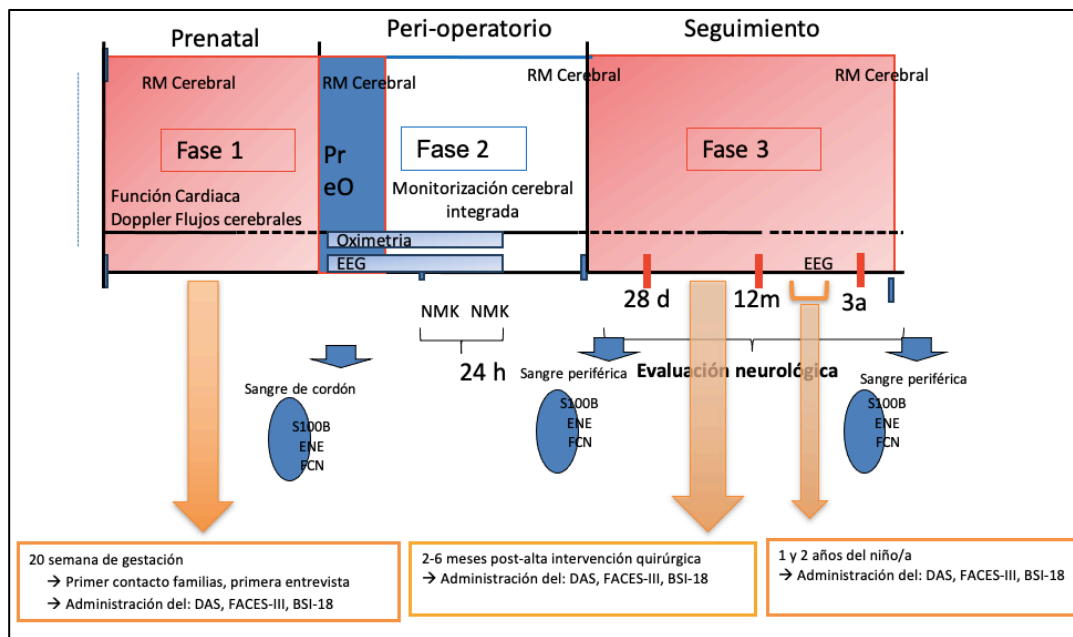 Prenatal
Peri-operatorio
Seguimiento
RM Cerebral
RM Cerebral
RM Cerebral
RM Cerebral
Fase 1
Pr
eO
Fase 2
Fase 3
Función Cardiaca
Doppler Flujos cerebrales
Monitorización cerebral
integrada
Oximetria
EEG
EEG
28 d
12m
3a
NMK NMK
24 h
Sangre de cordón
Sangre periférica
Evaluación neurológica
Sangre periférica
S100B
ENE
FCN
S100B
ENE
FCN
S100B
ENE
FCN
20 semana de gestación
→ Primer contacto familias, primera entrevista
→ Administración del: DAS, FACES-III, BSI-18
2-6 meses post-alta intervención quirúrgica
→ Administración del: DAS, FACES-III, BSI-18
1 y 2 años del niño/a
→ Administración del: DAS, FACES-III, BSI-18